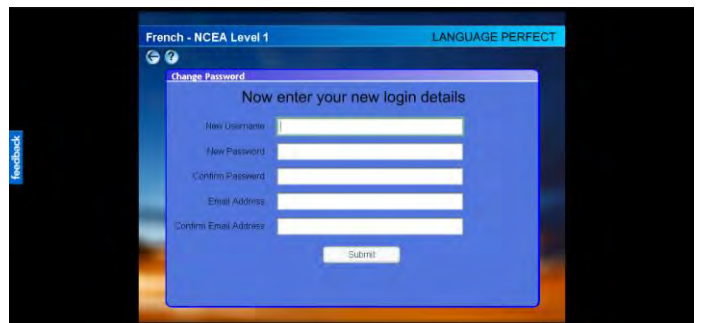 French - NCEA Level 1 LANGUAGE PERFECT
Change Password
Now enter your new login details
New Username
New Password
Confirm Password
Email Address
Confirm Email Address
Submit
feedback